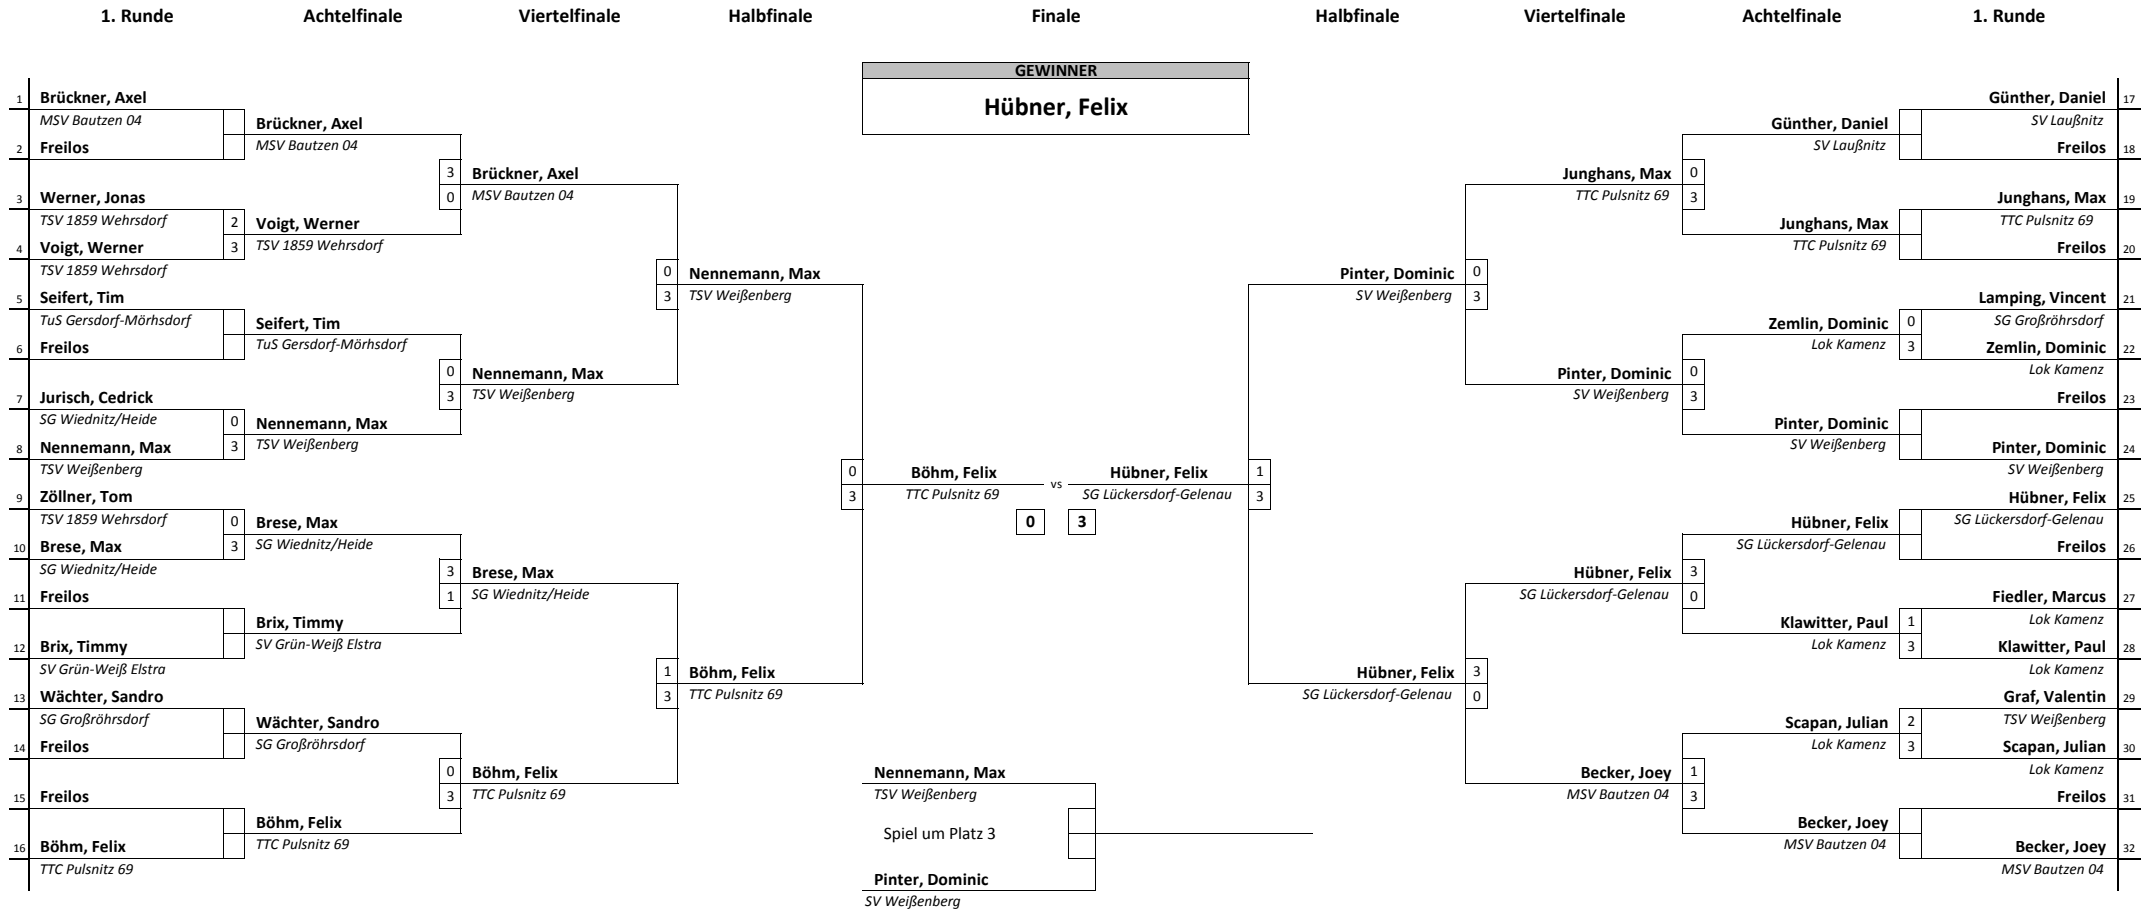 1. Runde
Achtelfinale
Viertelfinale
Halbfinale
Finale
Halbfinale
Viertelfinale
Achtelfinale
1. Runde
GEWINNER
Hübner, Felix
1 Brückner, Axel
MSV Bautzen 04
2 Freilos
3 Werner, Jonas
TSV 1859 Wehrsdorf 2
4 Voigt, Werner 3
TSV 1859 Wehrsdorf
5 Seifert, Tim
TuS Gersdorf-Mörhsdorf
6 Freilos
7 Jurisch, Cedrick
SG Wiednitz/Heide 0
8 Nennemann, Max 3
TSV Weißenberg
9 Zöllner, Tom
TSV 1859 Wehrsdorf 0
10 Brese, Max 3
SG Wiednitz/Heide
11 Freilos
12 Brix, Timmy
SV Grün-Weiß Elstra
13 Wächter, Sandro
SG Großröhrsdorf
14 Freilos
15 Freilos
16 Böhm, Felix
TTC Pulsnitz 69
Brückner, Axel
MSV Bautzen 04
3
0
Voigt, Werner
TSV 1859 Wehrsdorf
Seifert, Tim
TuS Gersdorf-Mörhsdorf
0
3
Nennemann, Max
TSV Weißenberg
Brese, Max
SG Wiednitz/Heide
3
1
Brix, Timmy
SV Grün-Weiß Elstra
Wächter, Sandro
SG Großröhrsdorf
0
3
Böhm, Felix
TTC Pulsnitz 69
Brückner, Axel
MSV Bautzen 04
0
3
Nennemann, Max
TSV Weißenberg
Brese, Max
SG Wiednitz/Heide
1
3
Böhm, Felix
TTC Pulsnitz 69
Nennemann, Max
TSV Weißenberg
0
3
Böhm, Felix
TTC Pulsnitz 69
Böhm, Felix
TTC Pulsnitz 69
vs
Hübner, Felix
SG Lückersdorf-Gelenau
0 3
Nennemann, Max
TSV Weißenberg
Spiel um Platz 3
Pinter, Dominic
SV Weißenberg
Pinter, Dominic
SV Weißenberg
1
3
Hübner, Felix
SG Lückersdorf-Gelenau
Junghans, Max
TTC Pulsnitz 69
0
3
Pinter, Dominic
SV Weißenberg
Hübner, Felix
SG Lückersdorf-Gelenau
3
0
Becker, Joey
MSV Bautzen 04
Günther, Daniel
SV Laußnitz
0
3
Junghans, Max
TTC Pulsnitz 69
Zemlin, Dominic
Lok Kamenz
0
3
Pinter, Dominic
SV Weißenberg
Hübner, Felix
SG Lückersdorf-Gelenau
3
0
Klawitter, Paul
Lok Kamenz
Scapan, Julian
Lok Kamenz
1
3
Becker, Joey
MSV Bautzen 04
Günther, Daniel 17
SV Laußnitz
Freilos 18
Junghans, Max 19
TTC Pulsnitz 69
Freilos 20
Lamping, Vincent 21
0 SG Großröhrsdorf
3 Zemlin, Dominic 22
Lok Kamenz
Freilos 23
Pinter, Dominic 24
SV Weißenberg
Hübner, Felix 25
SG Lückersdorf-Gelenau
Freilos 26
Fiedler, Marcus 27
1 Lok Kamenz
3 Klawitter, Paul 28
Lok Kamenz
Graf, Valentin 29
2 TSV Weißenberg
3 Scapan, Julian 30
Lok Kamenz
Freilos 31
Becker, Joey 32
MSV Bautzen 04